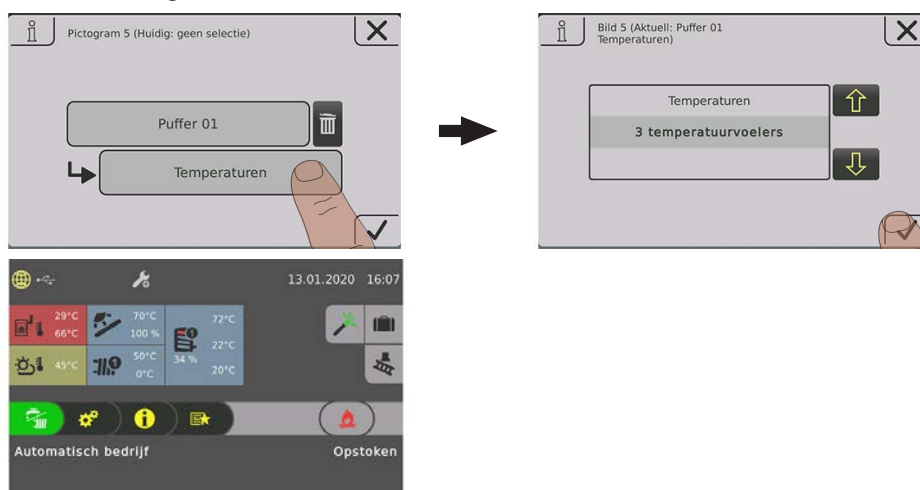 Pictogram 5 (Huidig: geen selectie)
Puffer 01
Temperaturen
Bild 5 (Aktuell: Puffer 01
Temperaturen)
Temperaturen
3 temperatuurvoelers
13.01.2020 16:07
29°C
66°C
70°C
100 %
72°C
22°C
20°C
34 %
45°C
50°C
0°C
Automatisch bedrijf
Opstoken